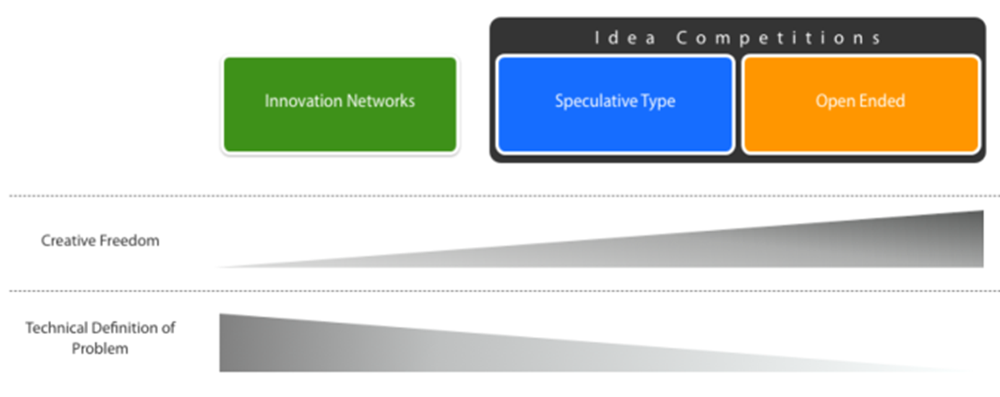 Idea Competitions
Innovation Networks
Speculative Type
Open Ended
Creative Freedom
Technical Definition of
Problem